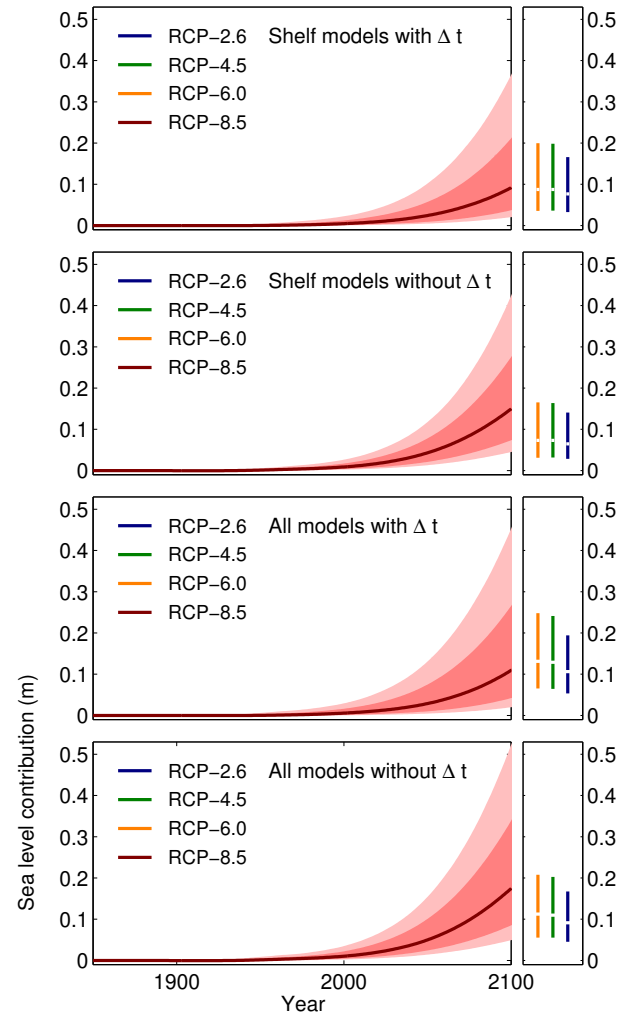 0.5
0.4
0.3
0.2
0.1
0
RCP−2.6 Shelf models with Δ t
RCP−4.5
RCP−6.0
RCP−8.5
0.5
0.4
0.3
0.2
0.1
0
0.5
0.4
0.3
0.2
0.1
0
RCP−2.6 Shelf models without Δ t
RCP−4.5
RCP−6.0
RCP−8.5
0.5
0.4
0.3
0.2
0.1
0
0.5
0.4
0.3
0.2
0.1
0
RCP−2.6 All models with Δ t
RCP−4.5
RCP−6.0
RCP−8.5
0.5
0.4
0.3
0.2
0.1
0
0.5
0.4
0.3
0.2
0.1
0
RCP−2.6 All models without Δ t
RCP−4.5
RCP−6.0
RCP−8.5
0.5
0.4
0.3
0.2
0.1
0
Sea level contribution (m)
1900 2000 2100
Year